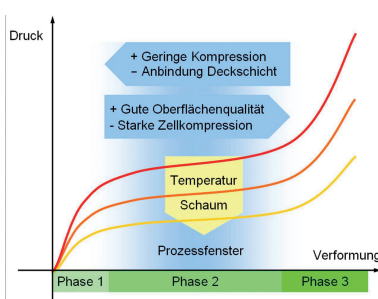 Druck
+ Geringe Kompression
− Anbindung Deckschicht
+ Gute Oberflächenqualität
- Starke Zellkompression
Temperatur
Schaum
Prozessfenster
Verformung
Phase 1
Phase 2
Phase 3